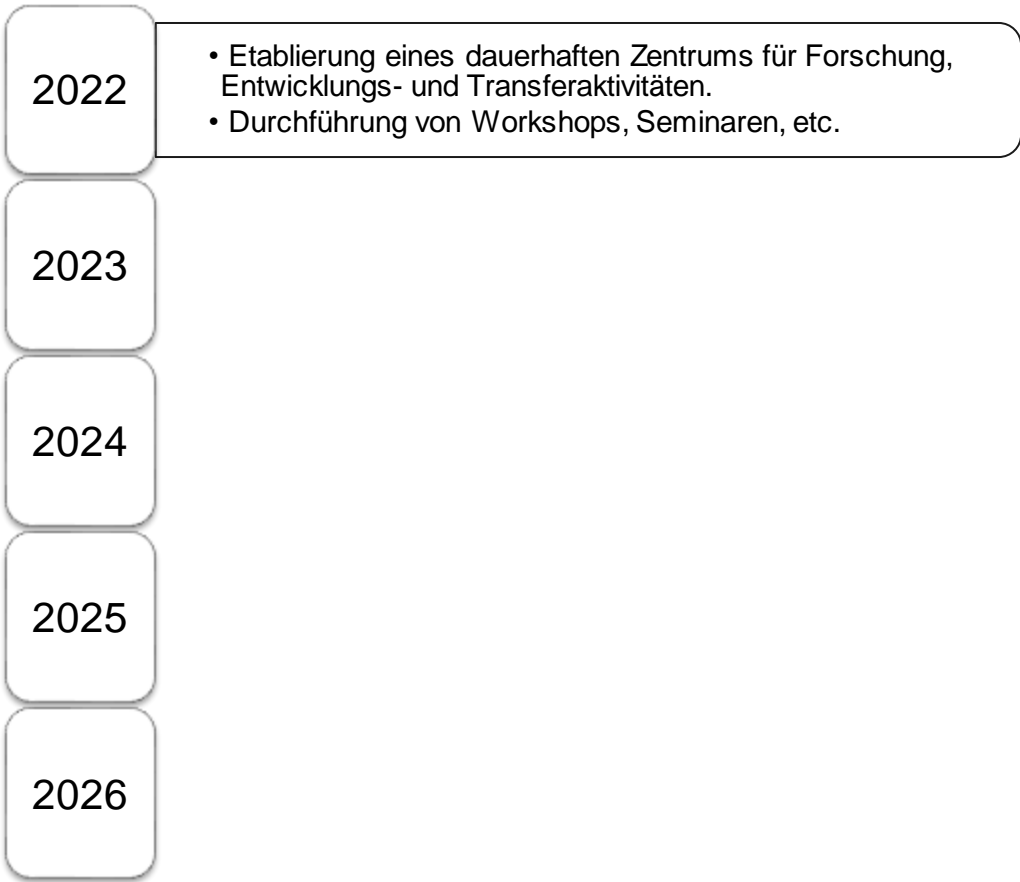 2022
• Etablierung eines dauerhaften Zentrums für Forschung,
Entwicklungs- und Transferaktivitäten.
• Durchführung von Workshops, Seminaren, etc.
2023
2024
2025
2026